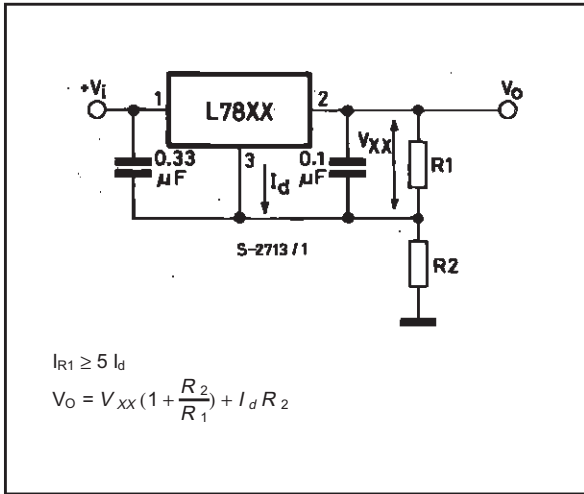 +Vi
Vo
1
L78XX
2
0.33
µF
3
Id
0.1
µF
VXX
R1
S-2713 / 1
R2
IR1 ≥ 5 Id
VO = VXX (1 + R2/R1) + Id R2